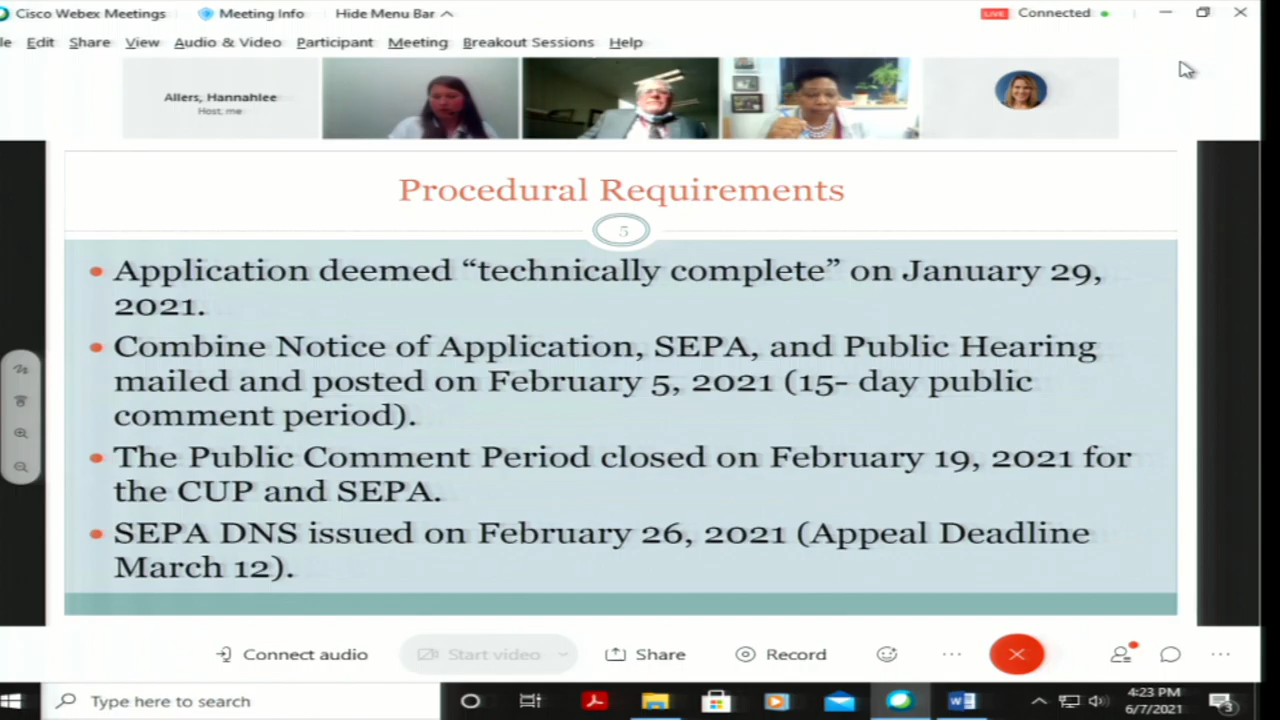 Cisco Webex Meetings Meeting Info Hide Menu Bar LIVE Connected
le Edit Share View Audio & Video Participant Meeting Breakout Sessions Help
Allers, Hannahlee
Host, me
Procedural Requirements
5
• Application deemed “technically complete” on January 29,
2021.
• Combine Notice of Application, SEPA, and Public Hearing
mailed and posted on February 5, 2021 (15- day public
comment period).
• The Public Comment Period closed on February 19, 2021 for
the CUP and SEPA.
• SEPA DNS issued on February 26, 2021 (Appeal Deadline
March 12).
Connect audio Start video Share Record
Type here to search
4:23 PM
6/7/2021
3